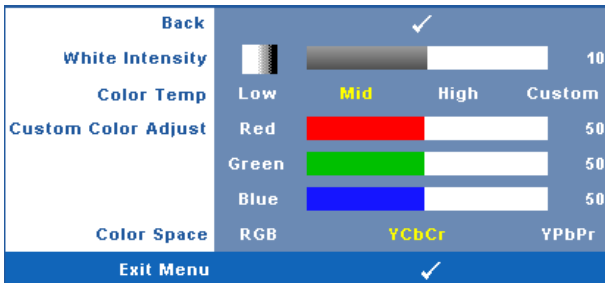 Back
White Intensity 10
Color Temp Low Mid High Custom
Custom Color Adjust Red 50
Green 50
Blue 50
Color Space RGB YCbCr YPbPr
Exit Menu